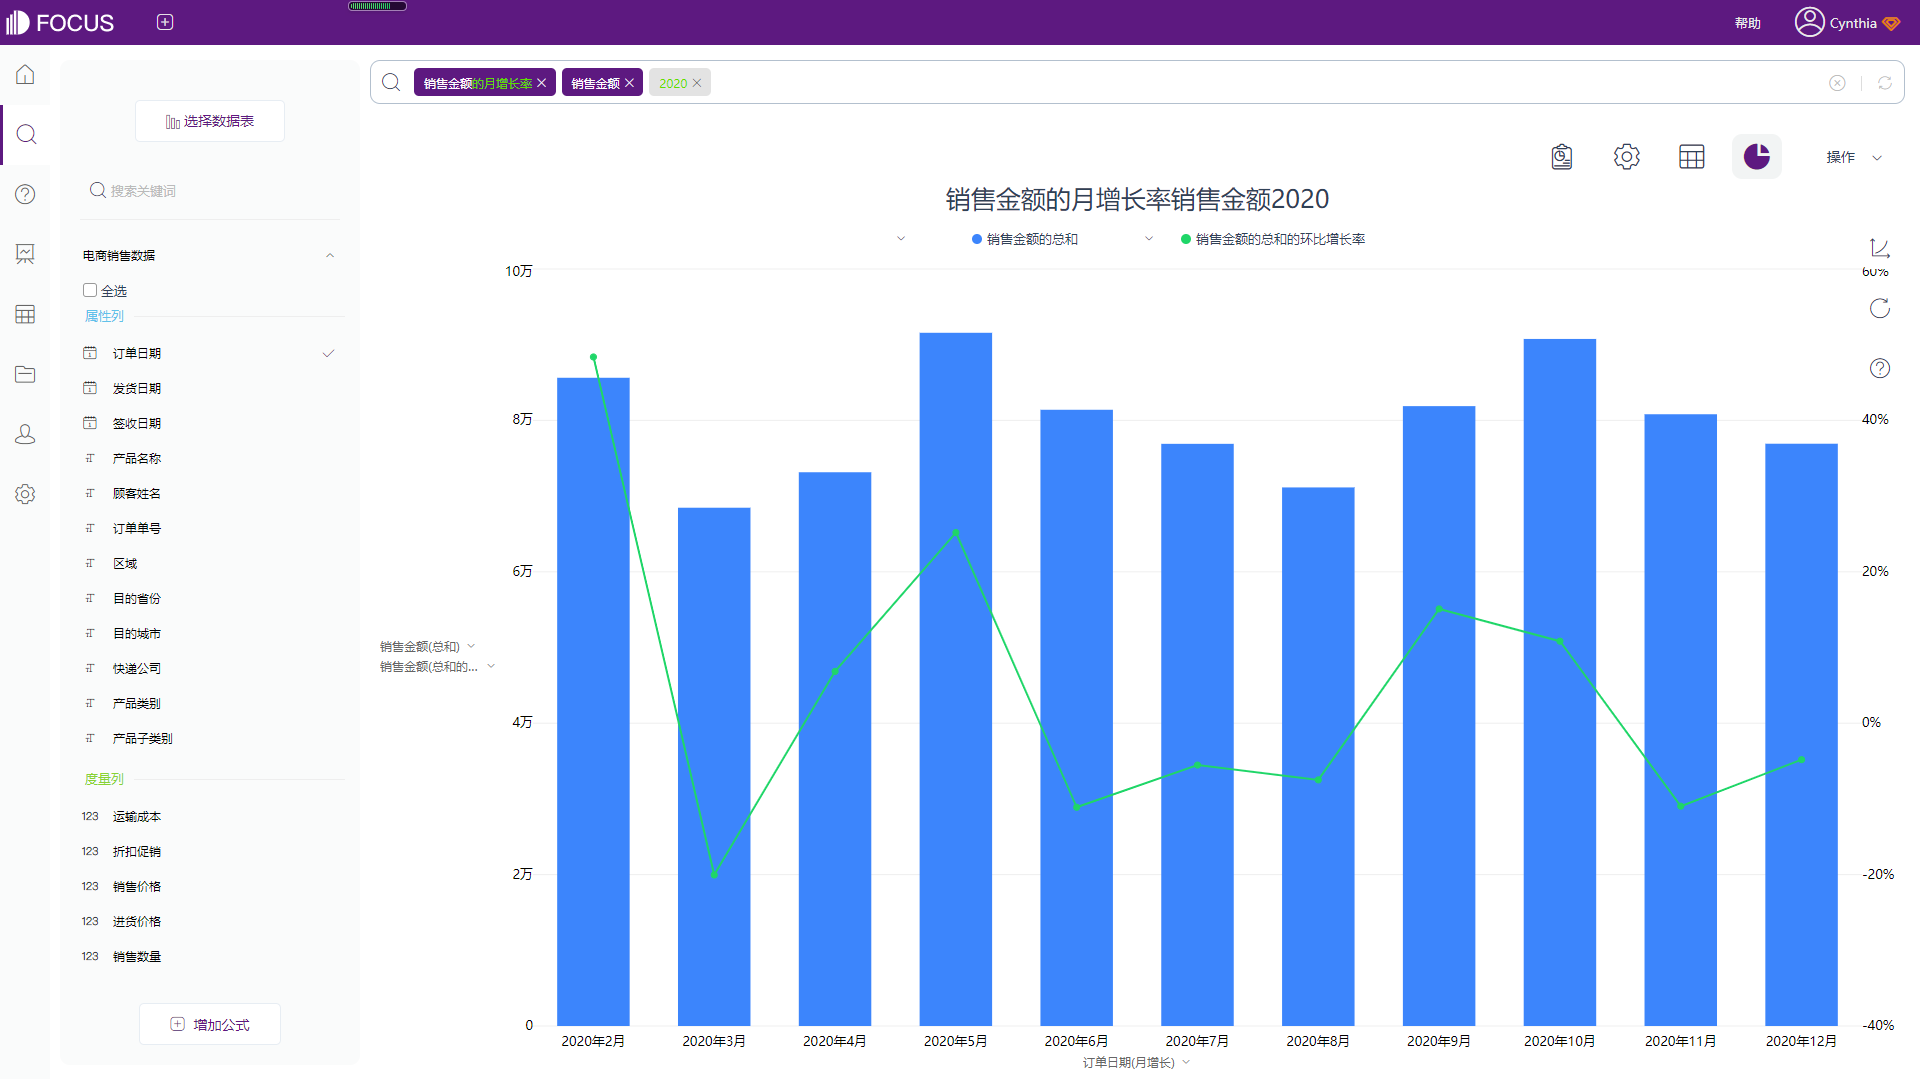 FOCUS
帮助
Cynthia
销售金额的月增长率
销售金额
2020
选择数据表
搜索关键词
电商销售数据
全选
属性列
订单日期
发货日期
签收日期
产品名称
顾客姓名
订单单号
区域
目的省份
目的城市
快递公司
产品类别
产品子类别
度量列
123 运输成本
123 折扣促销
123 销售价格
123 进货价格
123 销售数量
增加公式
操作
销售金额的月增长率销售金额2020
销售金额的总和
销售金额的总和的环比增长率
10万
8万
6万
4万
2万
0
销售金额(总和)
销售金额(总和的...
60%
40%
20%
0%
-20%
-40%
2020年2月
2020年3月
2020年4月
2020年5月
2020年6月
2020年7月
2020年8月
2020年9月
2020年10月
2020年11月
2020年12月
订单日期(月增长)